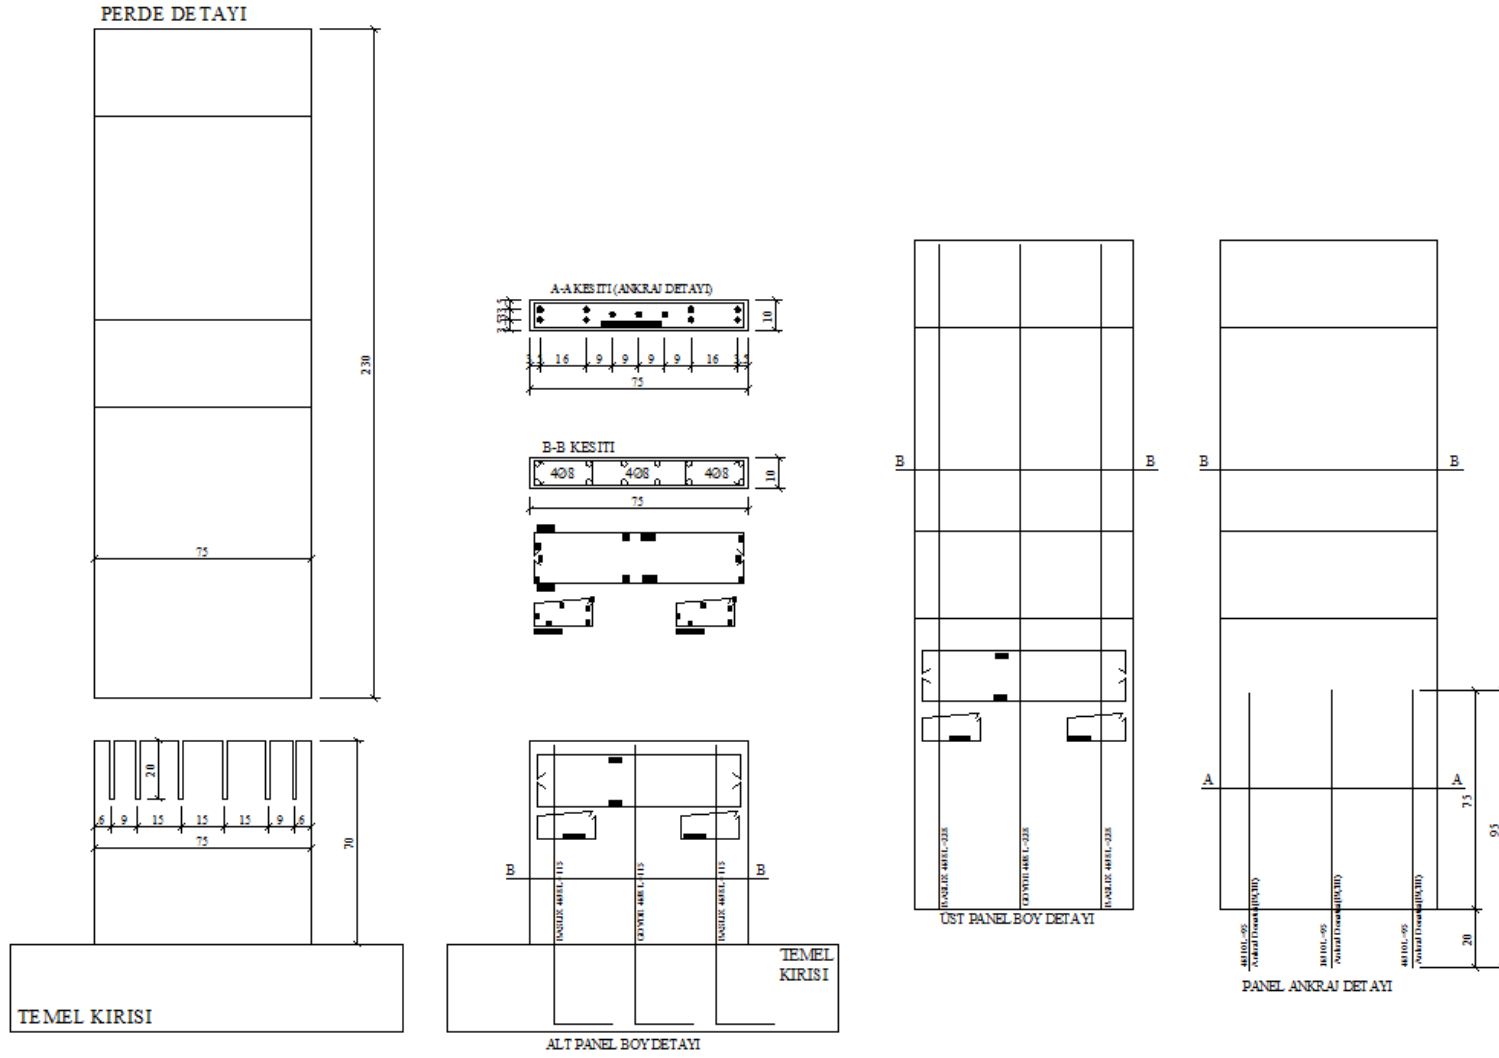 PERDE DETAYI
230
75
20
6 9 15 15 15 9 6
75
70
TEMEL KIRISI
A-A KESITI (ANKRAJ DETAYI)
10
3,5 16 9 9 9 9 16 3,5
75
B-B KESITI
4Ø8 4Ø8 4Ø8
10
75
B B
TEMEL
KIRISI
ALT PANEL BOY DETAYI
B B
ÜST PANEL BOY DETAYI
B B
A A
75
95
20
PANEL ANKRAJ DETAYI